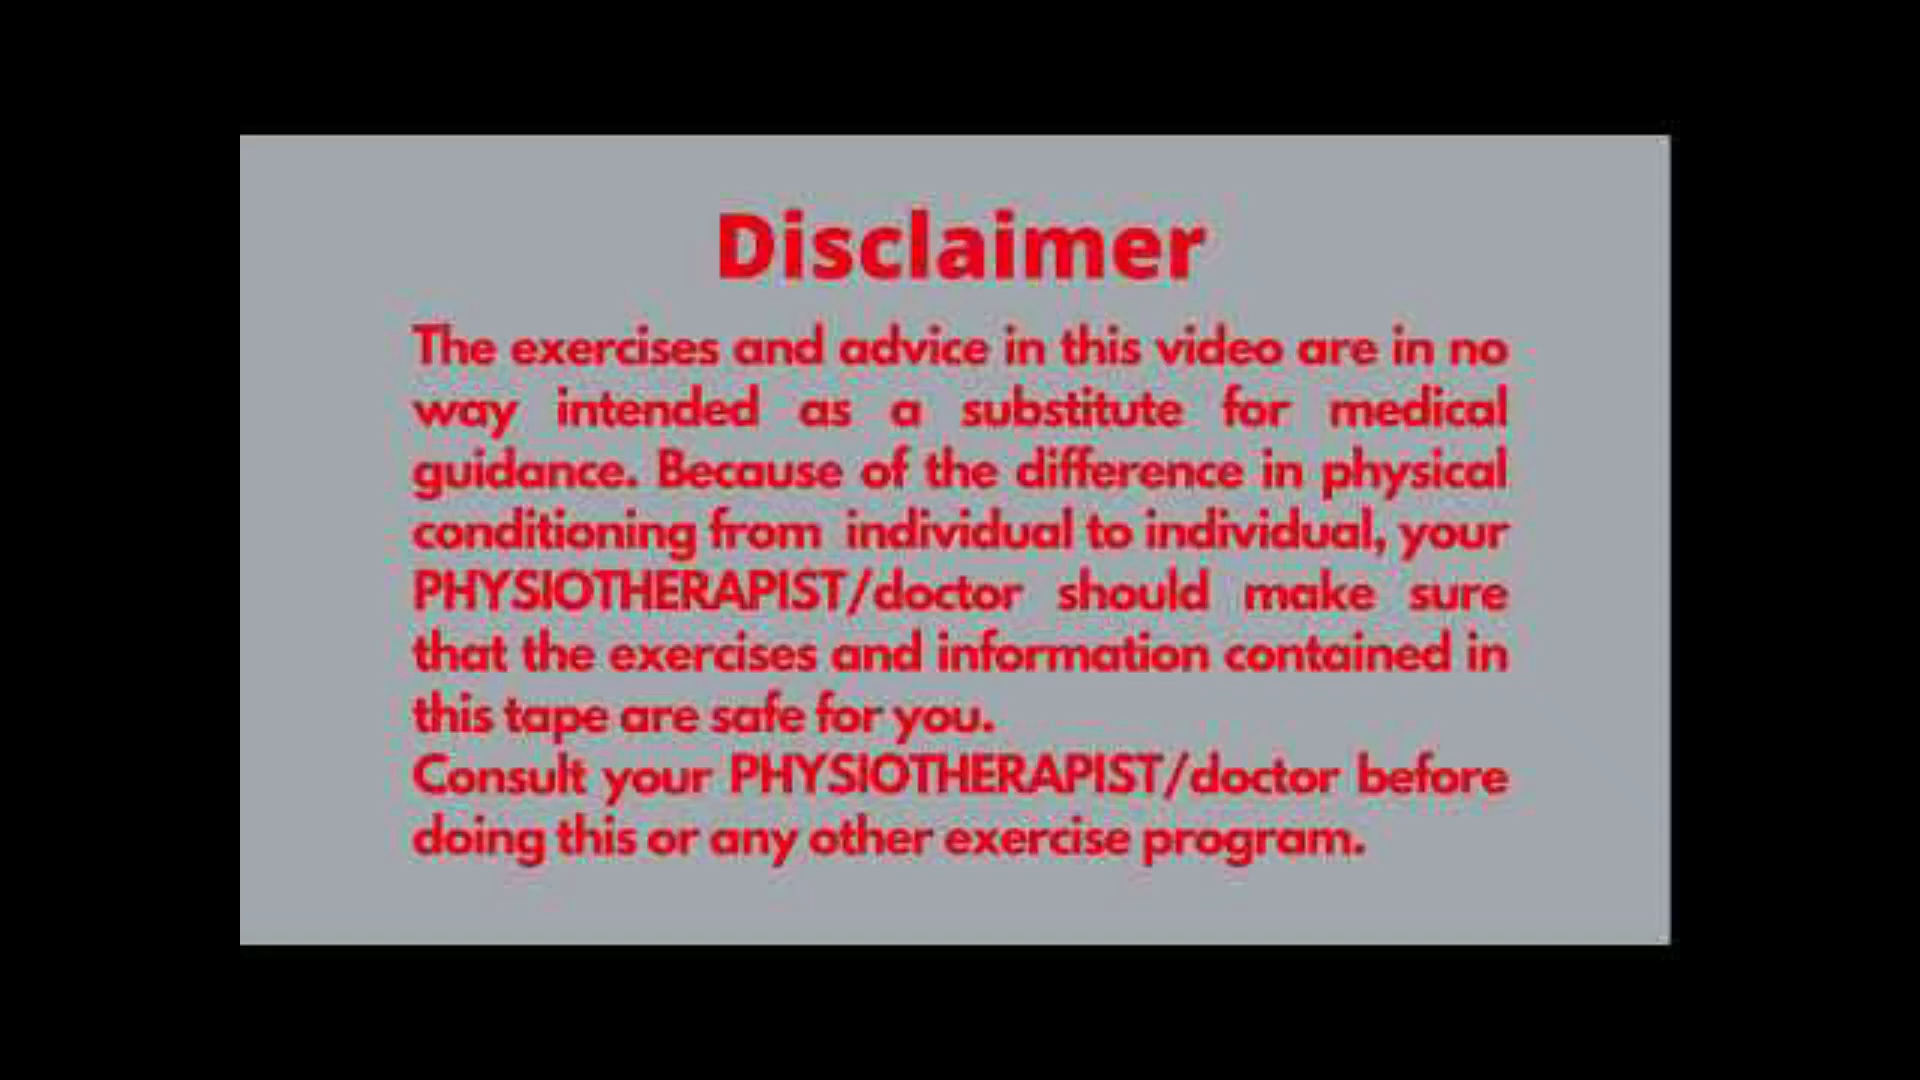 Disclaimer
The exercises and advice in this video are in no
way intended as a substitute for medical
guidance. Because of the difference in physical
conditioning from individual to individual, your
PHYSIOTHERAPIST/doctor should make sure
that the exercises and information contained in
this tape are safe for you.
Consult your PHYSIOTHERAPIST/doctor before
doing this or any other exercise program.